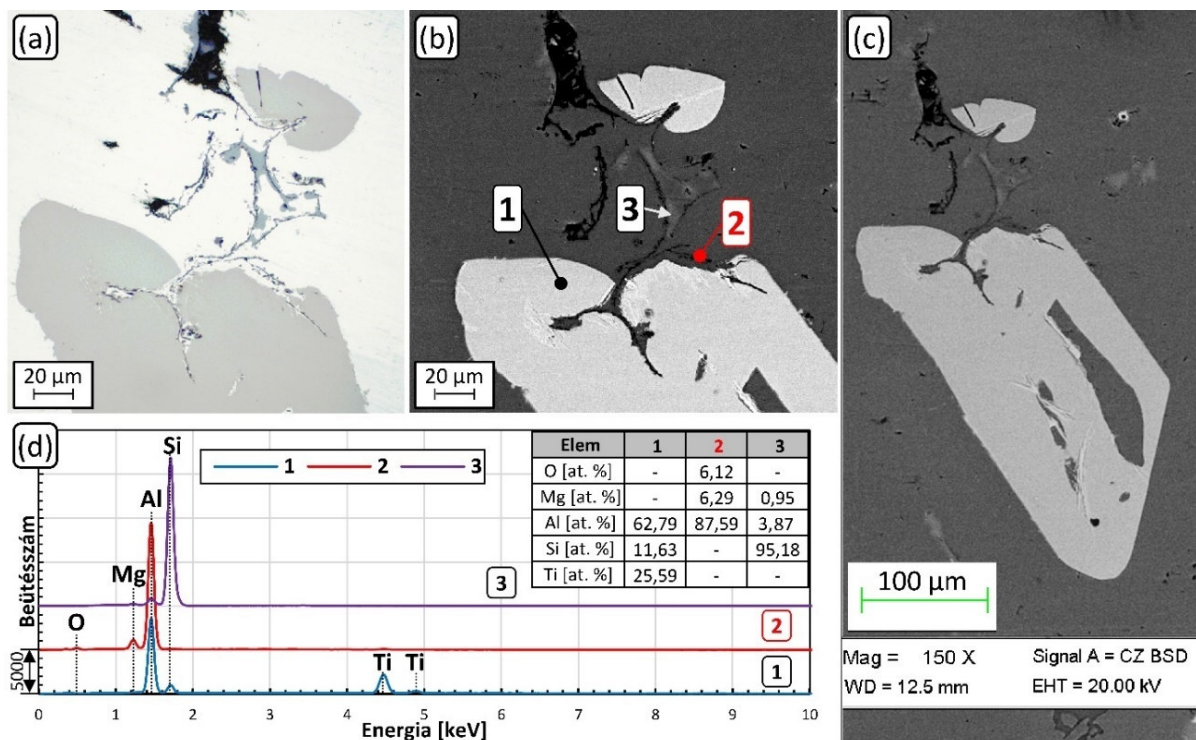 (a)
20 µm
(b)
1
3
2
20 µm
(c)
100 µm
Mag = 150 X Signal A = CZ BSD
WD = 12.5 mm EHT = 20.00 kV
(d)
Si
1 2 3
Al
Mg
O
3
2
Ti Ti
1
Elem 1 2 3
O [at. %] - 6,12 -
Mg [at. %] - 6,29 0,95
Al [at. %] 62,79 87,59 3,87
Si [at. %] 11,63 - 95,18
Ti [at. %] 25,59 - -
Beütésszám
5000
0 1 2 3 4 5 6 7 8 9 10
Energia [keV]